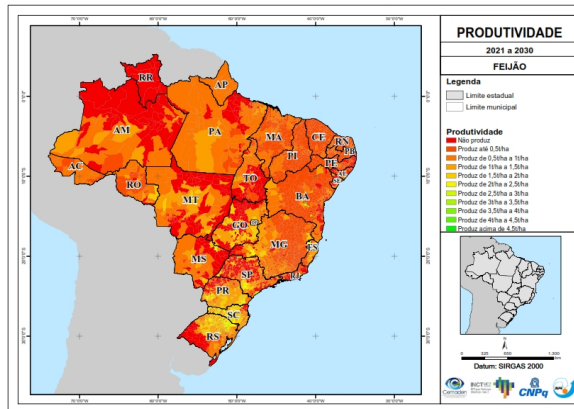 PRODUTIVIDADE
2021 a 2030
FEIJÃO
Legenda
Limite estadual
Limite municipal
Produtividade
Não produz
Produz até 0,5t/ha
Produz de 0,5t/ha a 1t/ha
Produz de 1t/ha a 1,5t/ha
Produz de 1,5t/ha a 2t/ha
Produz de 2t/ha a 2,5t/ha
Produz de 2,5t/ha a 3t/ha
Produz de 3t/ha a 3,5t/ha
Produz de 3,5t/ha a 4t/ha
Produz de 4t/ha a 4,5t/ha
Produz acima de 4,5t/ha
RR
AP
AM
PA
MA
CE
RN
PB
PI
PE
AC
RO
TO
BA
MT
GO
MG
ES
MS
SP
RJ
PR
SC
RS
Datum: SIRGAS 2000
Cemaden
INCT
CNPq